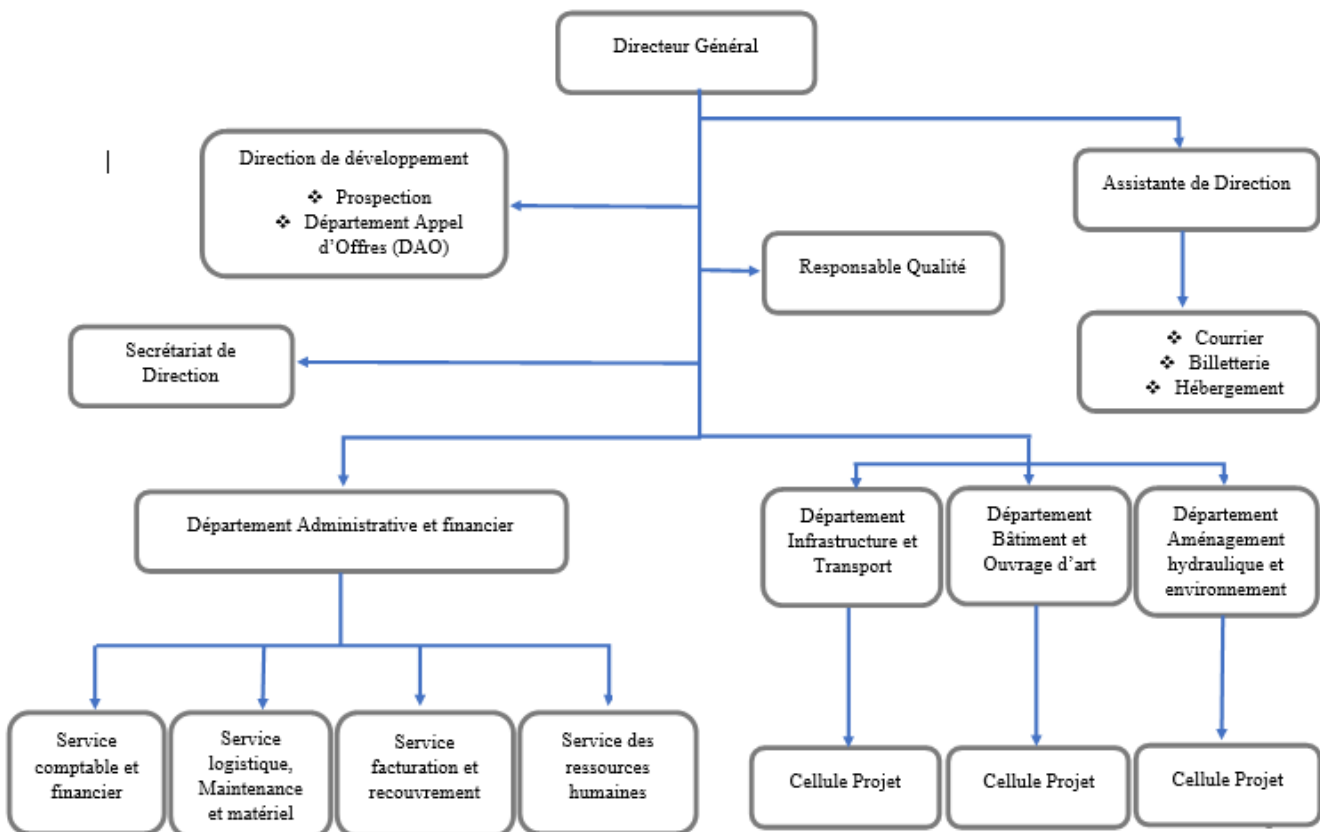 Directeur Général
Direction de développement
❖ Prospection
❖ Département Appel
d’Offres (DAO)
Assistante de Direction
Responsable Qualité
Secrétariat de
Direction
❖ Courrier
❖ Billetterie
❖ Hébergement
Département Administrative et financier
Département
Infrastructure et
Transport
Département
Bâtiment et
Ouvrage d’art
Département
Aménagement
hydraulique et
environnement
Service
comptable et
financier
Service
logistique,
Maintenance
et matériel
Service
facturation et
recouvrement
Service des
ressources
humaines
Cellule Projet
Cellule Projet
Cellule Projet